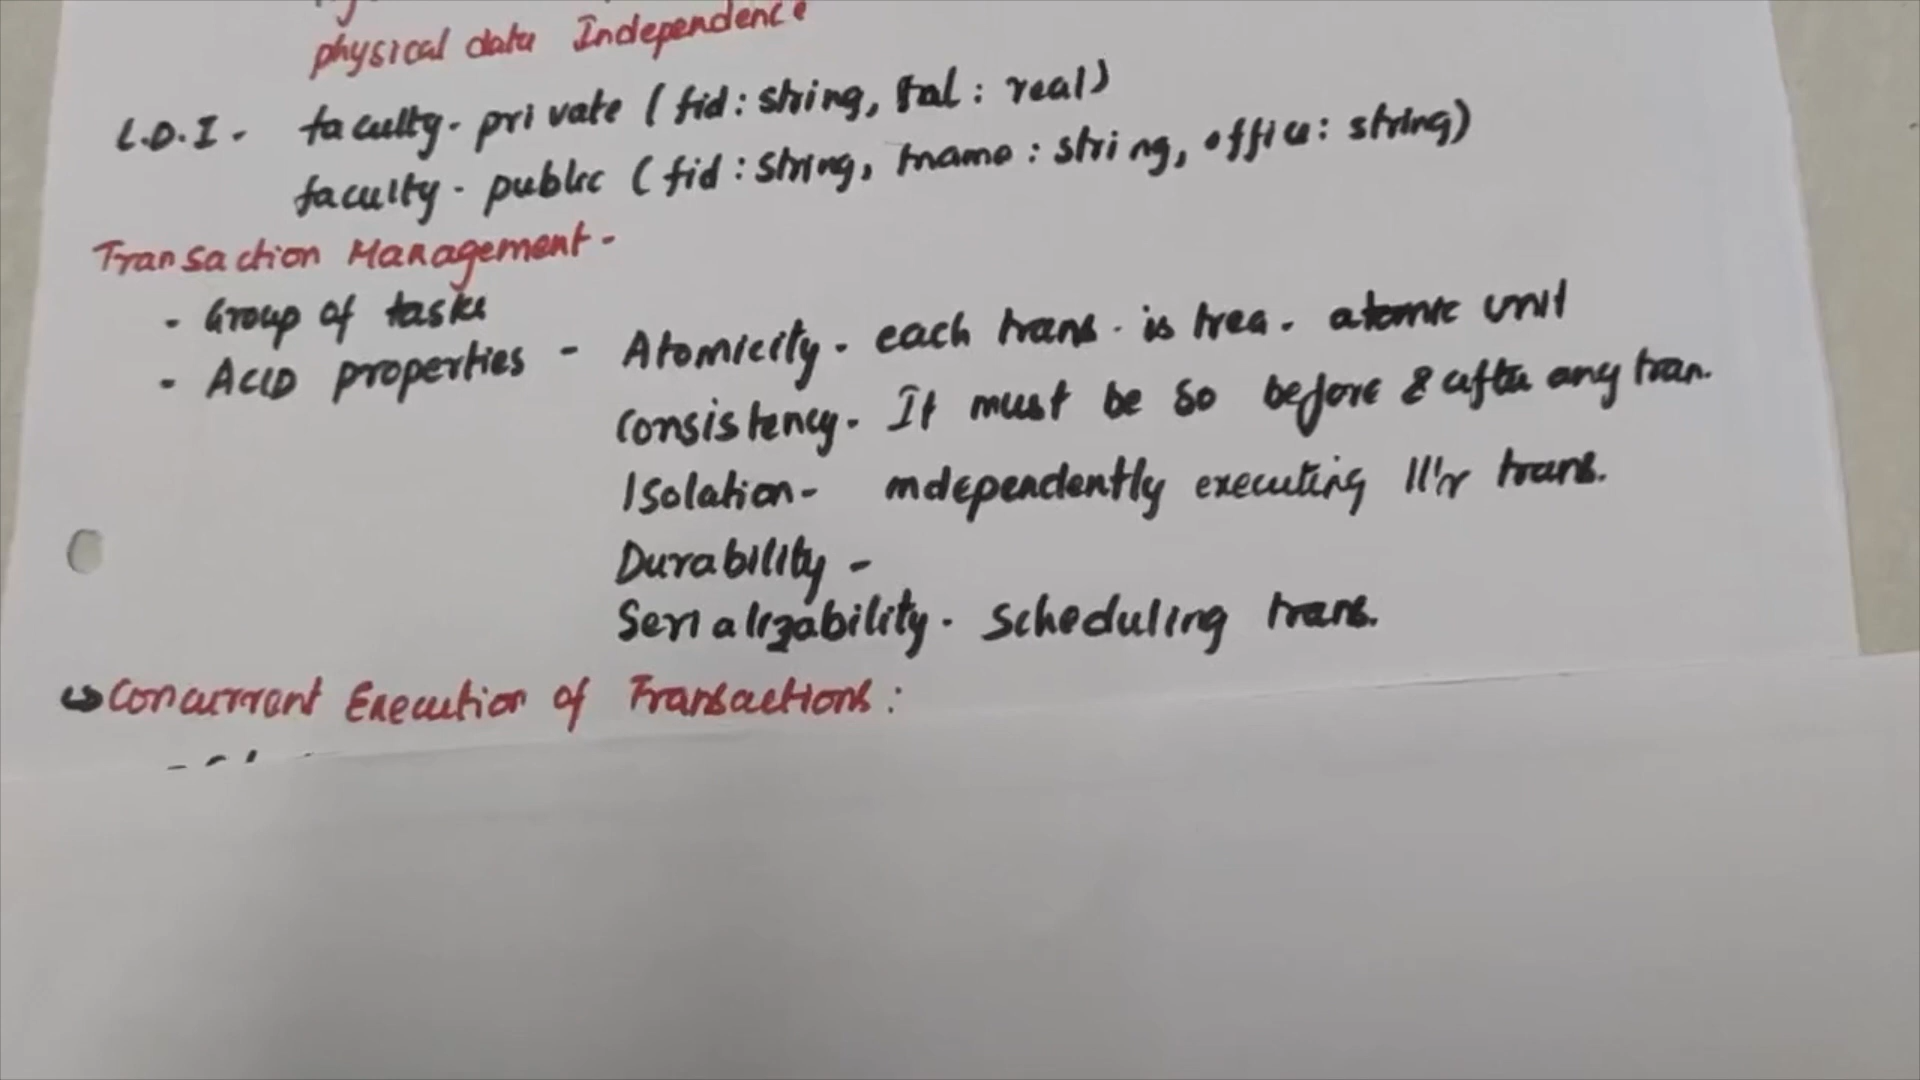 physical data Independence
L.D.I - faculty - private (fid: string, sal: real)
faculty - public (fid: string, fname: string, office: string)
Transaction Management -
- Group of tasks
- ACID properties - Atomicity - each trans. is trea. atomic unit
Consistency - It must be so before & after any tran.
Isolation - independently executing ||'r trans.
Durability -
Serializability - Scheduling trans.
↪ Concurrent Execution of Transactions: